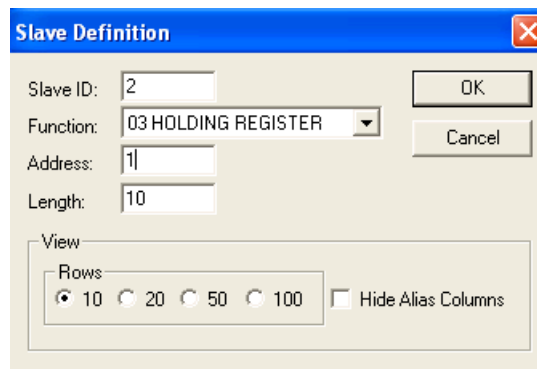 Slave Definition
Slave ID: 2
OK
Function: 03 HOLDING REGISTER
Cancel
Address: 1
Length: 10
View
Rows
10 20 50 100 Hide Alias Columns